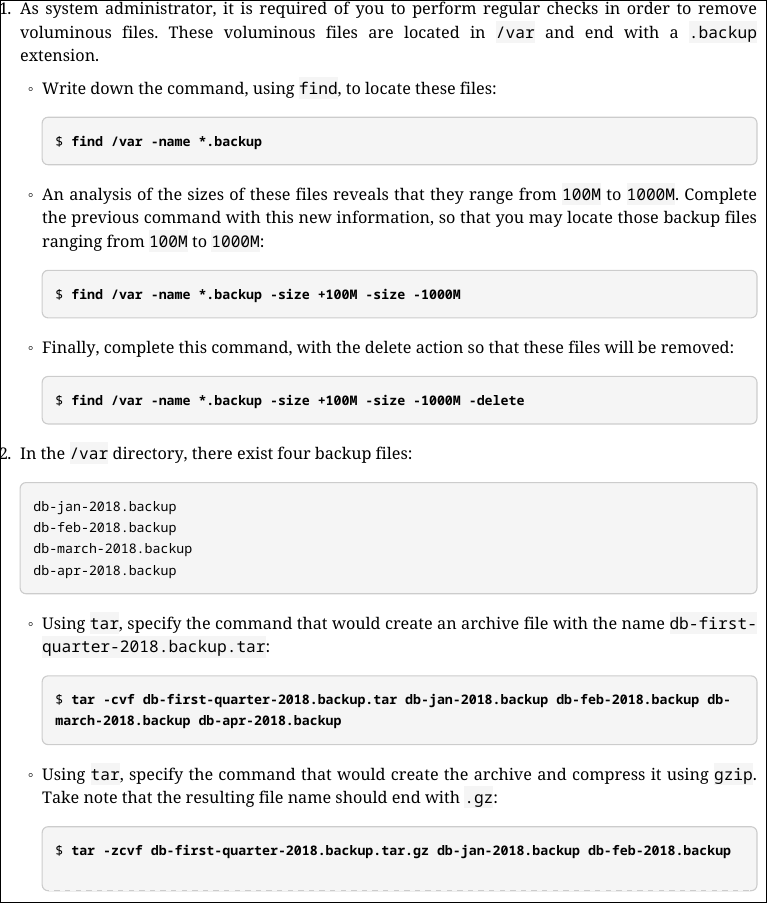 1. As system administrator, it is required of you to perform regular checks in order to remove
voluminous files. These voluminous files are located in /var and end with a .backup
extension.
◦ Write down the command, using find, to locate these files:
$ find /var -name *.backup
◦ An analysis of the sizes of these files reveals that they range from 100M to 1000M. Complete
the previous command with this new information, so that you may locate those backup files
ranging from 100M to 1000M:
$ find /var -name *.backup -size +100M -size -1000M
◦ Finally, complete this command, with the delete action so that these files will be removed:
$ find /var -name *.backup -size +100M -size -1000M -delete
2. In the /var directory, there exist four backup files:
db-jan-2018.backup
db-feb-2018.backup
db-march-2018.backup
db-apr-2018.backup
◦ Using tar, specify the command that would create an archive file with the name db-first-
quarter-2018.backup.tar:
$ tar -cvf db-first-quarter-2018.backup.tar db-jan-2018.backup db-feb-2018.backup db-
march-2018.backup db-apr-2018.backup
◦ Using tar, specify the command that would create the archive and compress it using gzip.
Take note that the resulting file name should end with .gz:
$ tar -zcvf db-first-quarter-2018.backup.tar.gz db-jan-2018.backup db-feb-2018.backup